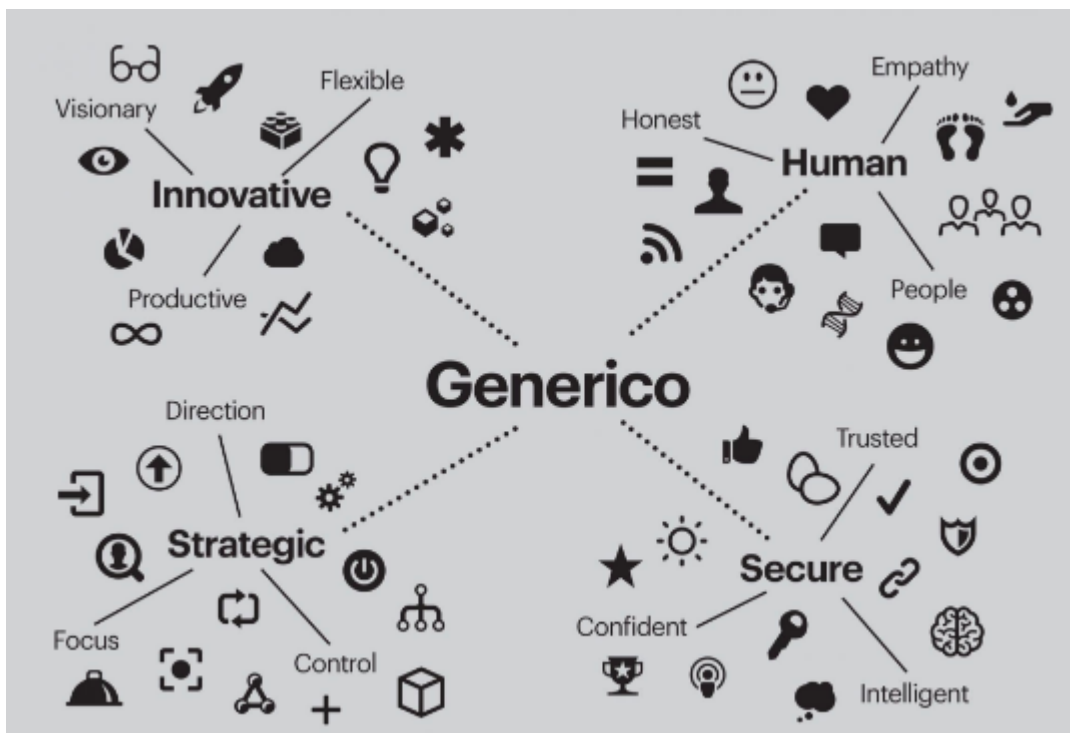 Visionary
Flexible
Innovative
Productive
Empathy
Honest
Human
People
Generico
Direction
Strategic
Focus
Control
Trusted
Secure
Confident
Intelligent